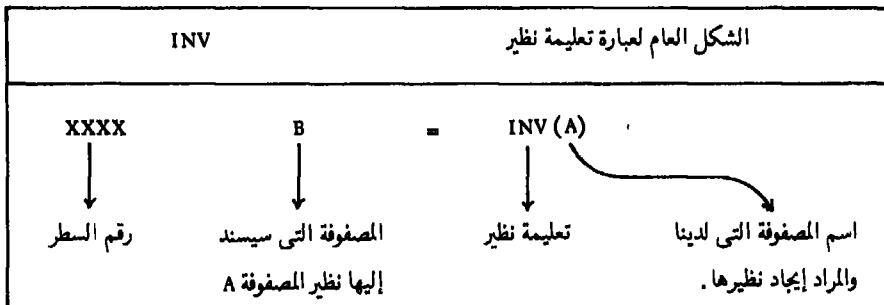 الشكل العام لعبارة تعليمة نظير INV
XXXX B = INV (A)
اسم المصفوفة التى لدينا تعليمة نظير المصفوفة التى سيسند رقم السطر
والمراد إيجاد نظيرها . إليها نظير المصفوفة A